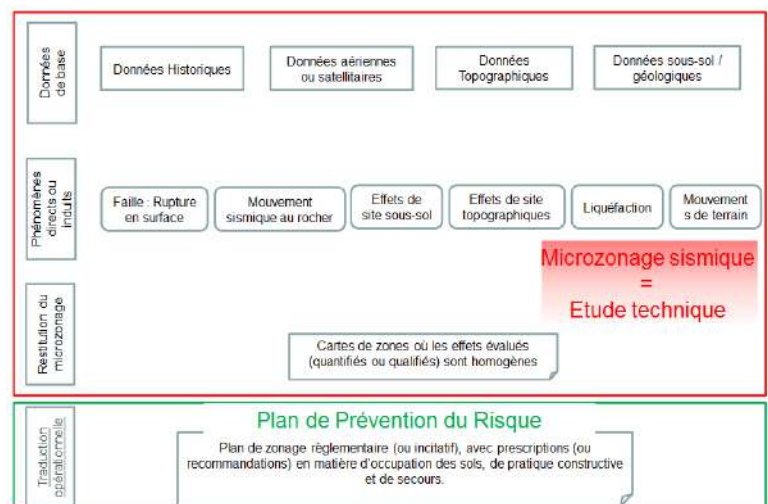 Données
de base
Données Historiques
Données aériennes
ou satellitaires
Données
Topographiques
Données sous-sol /
géologiques
Phénomènes
directs ou
induits
Faille : Rupture
en surface
Mouvement
sismique au rocher
Effets de
site sous-sol
Effets de site
topographiques
Liquéfaction
Mouvement
s de terrain
Microzonage sismique
=
Etude technique
Restitution du
microzonage
Cartes de zones où les effets évalués
(quantifiés ou qualifiés) sont homogènes
Traduction
opérationnelle
Plan de Prévention du Risque
Plan de zonage règlementaire (ou incitatif), avec prescriptions (ou
recommandations) en matière d'occupation des sols, de pratique constructive
et de secours.